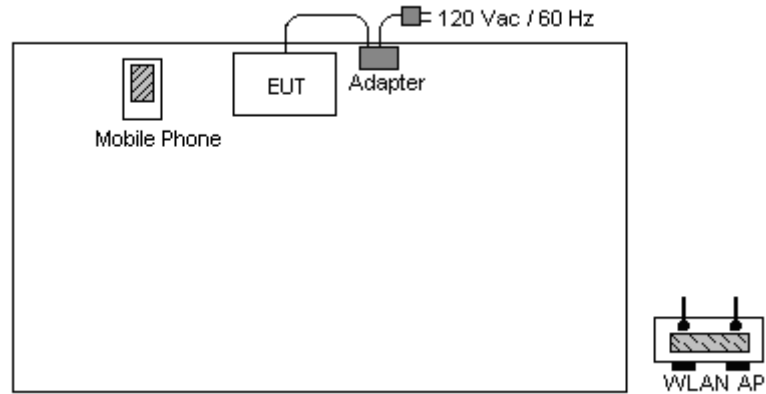 120 Vac / 60 Hz
EUT
Adapter
Mobile Phone
WLAN AP